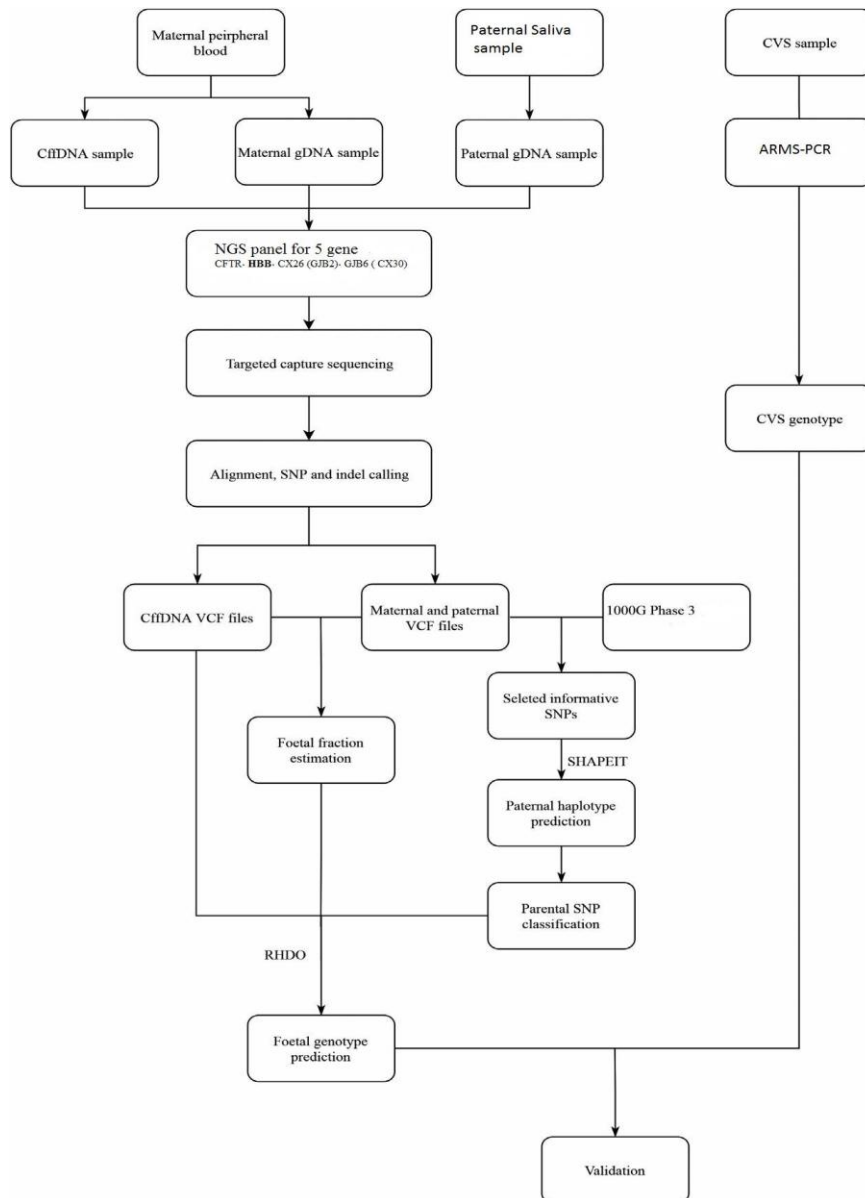 Maternal peirpheral
blood
Paternal Saliva
sample
CVS sample
CffDNA sample
Maternal gDNA sample
Paternal gDNA sample
ARMS-PCR
NGS panel for 5 gene
CFTR- HBB- CX26 (GJB2)- GJB6 ( CX30)
Targeted capture sequencing
CVS genotype
Alignment, SNP and indel calling
CffDNA VCF files
Maternal and paternal
VCF files
1000G Phase 3
Seleted informative
SNPs
Foetal fraction
estimation
SHAPEIT
Paternal haplotype
prediction
Parental SNP
classification
RHDO
Foetal genotype
prediction
Validation